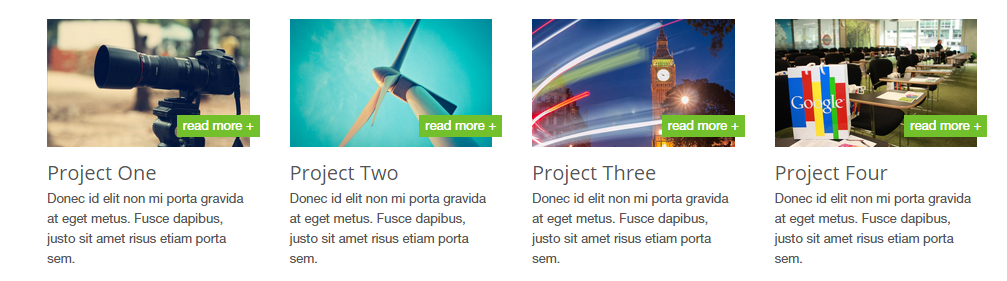 Google
read more +
read more +
read more +
read more +
Project One
Donec id elit non mi porta gravida
at eget metus. Fusce dapibus,
justo sit amet risus etiam porta
sem.
Project Two
Donec id elit non mi porta gravida
at eget metus. Fusce dapibus,
justo sit amet risus etiam porta
sem.
Project Three
Donec id elit non mi porta gravida
at eget metus. Fusce dapibus,
justo sit amet risus etiam porta
sem.
Project Four
Donec id elit non mi porta gravida
at eget metus. Fusce dapibus,
justo sit amet risus etiam porta
sem.